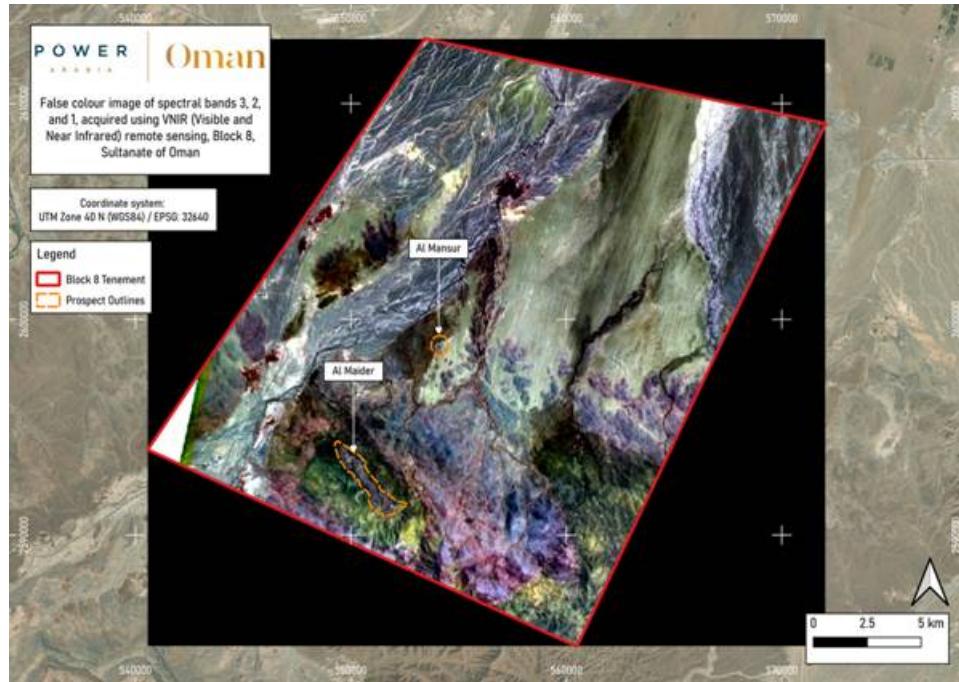 540000
550000
560000
570000
POWER
ARABIA
Oman
False colour image of spectral bands 3, 2,
and 1, acquired using VNIR (Visible and
Near Infrared) remote sensing, Block 8,
Sultanate of Oman
2610000
Coordinate system:
UTM Zone 40 N (WGS84) / EPSG: 32640
Legend
Block 8 Tenement
Prospect Outlines
Al Mansur
2600000
Al Maider
2590000
0 2.5 5 km
540000
550000
560000
570000